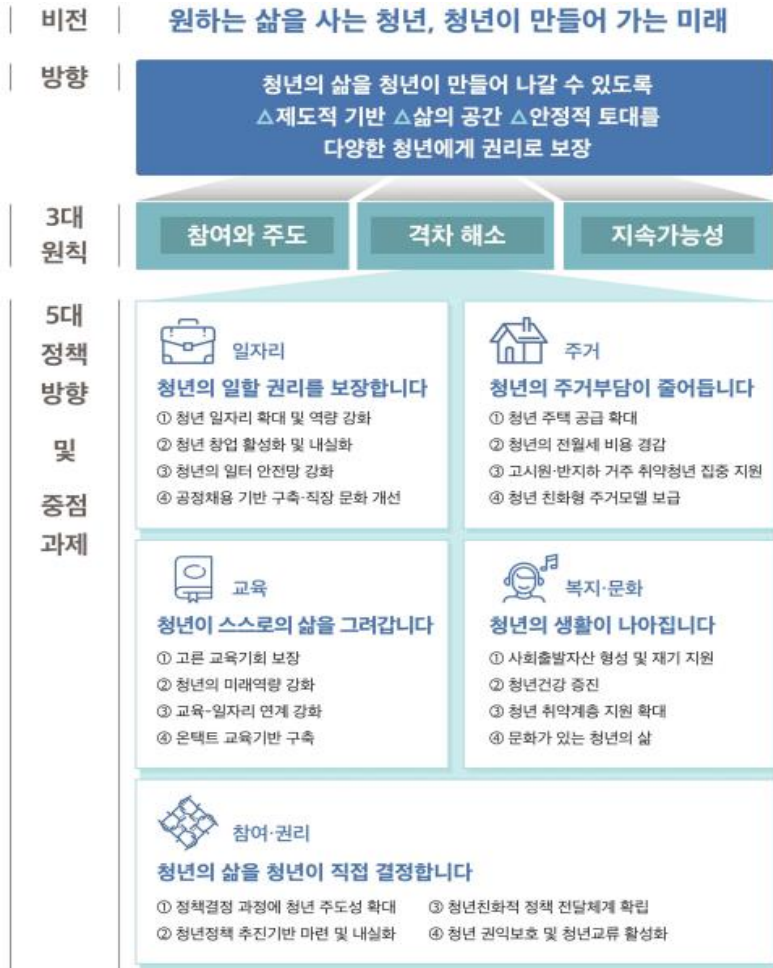 비전
원하는 삶을 사는 청년, 청년이 만들어 가는 미래
방향
청년의 삶을 청년이 만들어 나갈 수 있도록
△제도적 기반 △삶의 공간 △안정적 토대를
다양한 청년에게 권리로 보장
3대
원칙
참여와 주도
격차 해소
지속가능성
5대
정책
방향
및
중점
과제
일자리
청년의 일할 권리를 보장합니다
① 청년 일자리 확대 및 역량 강화
② 청년 창업 활성화 및 내실화
③ 청년의 일터 안전망 강화
④ 공정채용 기반 구축·직장 문화 개선
주거
청년의 주거부담이 줄어듭니다
① 청년 주택 공급 확대
② 청년의 전월세 비용 경감
③ 고시원·반지하 거주 취약청년 집중 지원
④ 청년 친화형 주거모델 보급
교육
청년이 스스로의 삶을 그려갑니다
① 고른 교육기회 보장
② 청년의 미래역량 강화
③ 교육-일자리 연계 강화
④ 온택트 교육기반 구축
복지·문화
청년의 생활이 나아집니다
① 사회출발자산 형성 및 재기 지원
② 청년건강 증진
③ 청년 취약계층 지원 확대
④ 문화가 있는 청년의 삶
참여·권리
청년의 삶을 청년이 직접 결정합니다
① 정책결정 과정에 청년 주도성 확대
② 청년정책 추진기반 마련 및 내실화
③ 청년친화적 정책 전달체계 확립
④ 청년 권익보호 및 청년교류 활성화